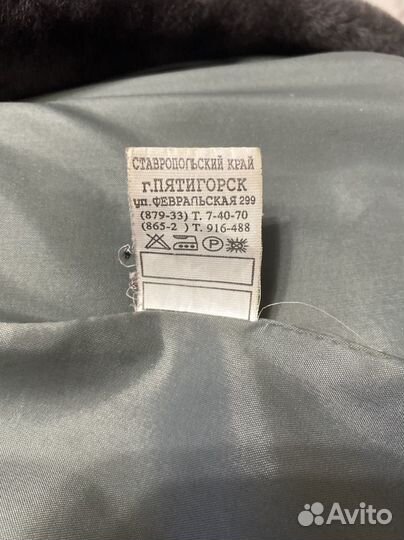 СТАВРОПОЛЬСКИЙ КРАЙ
г.ПЯТИГОРСК
ул. ФЕВРАЛЬСКАЯ 299
(879-33) Т. 7-40-70
(865-2 ) Т. 916-488
P
Avito